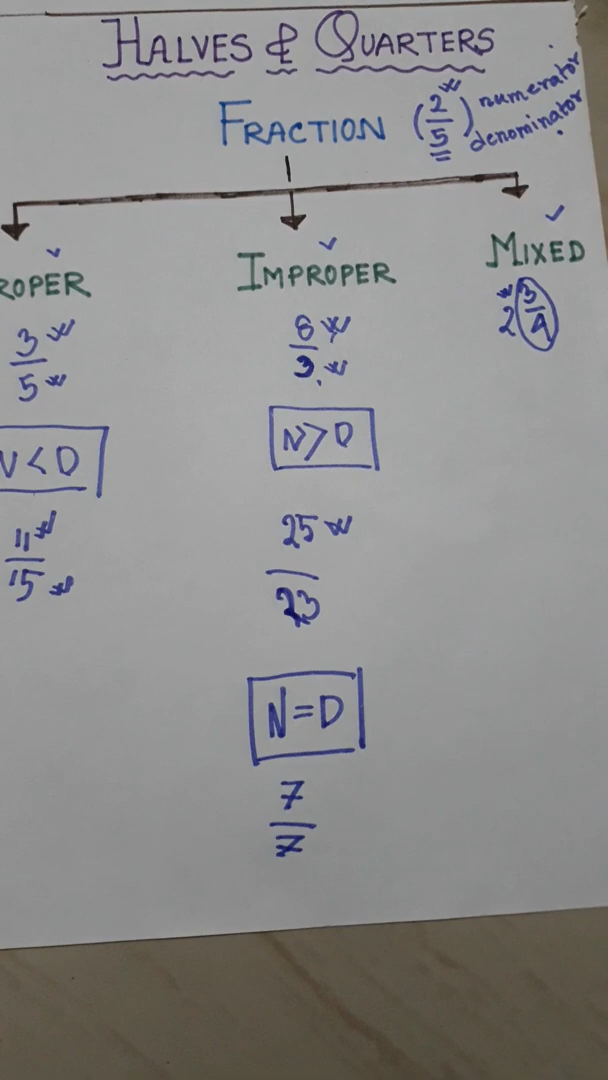 HALVES & QUARTERS
FRACTION (2/5) numerator
denominator
ROPER IMPROPER MIXED
3/5 8/3 2 3/4
N < D N > D
11/15 25/23
N = D
7/7